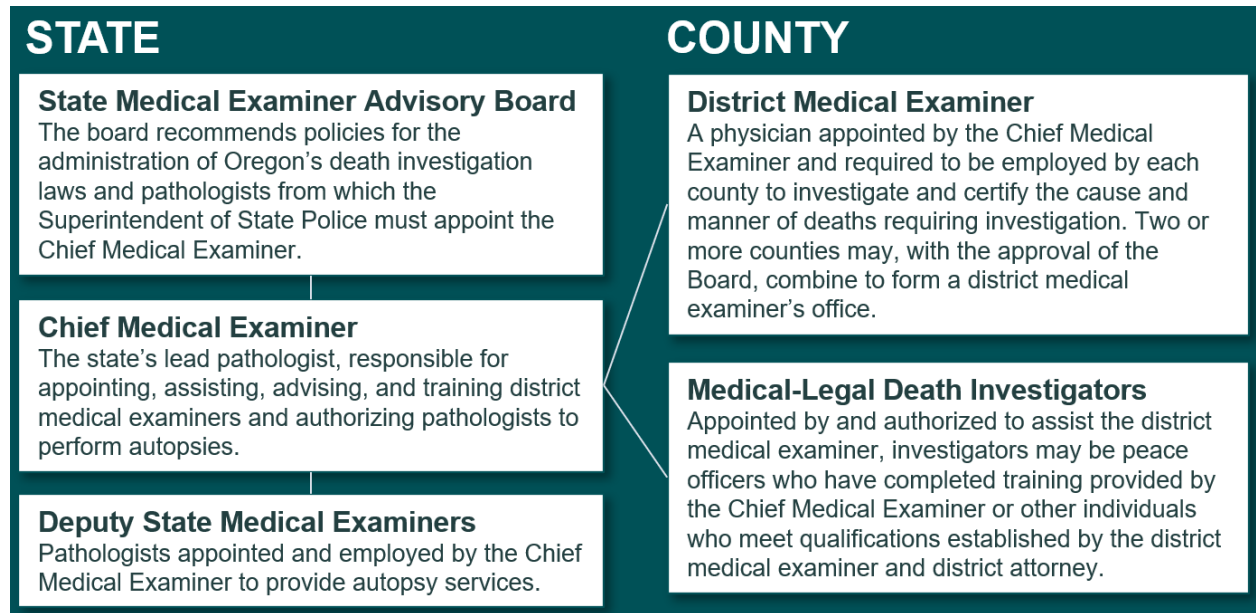 STATE
State Medical Examiner Advisory Board
The board recommends policies for the
administration of Oregon’s death investigation
laws and pathologists from which the
Superintendent of State Police must appoint the
Chief Medical Examiner.
Chief Medical Examiner
The state’s lead pathologist, responsible for
appointing, assisting, advising, and training district
medical examiners and authorizing pathologists to
perform autopsies.
Deputy State Medical Examiners
Pathologists appointed and employed by the Chief
Medical Examiner to provide autopsy services.
COUNTY
District Medical Examiner
A physician appointed by the Chief Medical
Examiner and required to be employed by each
county to investigate and certify the cause and
manner of deaths requiring investigation. Two or
more counties may, with the approval of the
Board, combine to form a district medical
examiner’s office.
Medical-Legal Death Investigators
Appointed by and authorized to assist the district
medical examiner, investigators may be peace
officers who have completed training provided by
the Chief Medical Examiner or other individuals
who meet qualifications established by the district
medical examiner and district attorney.